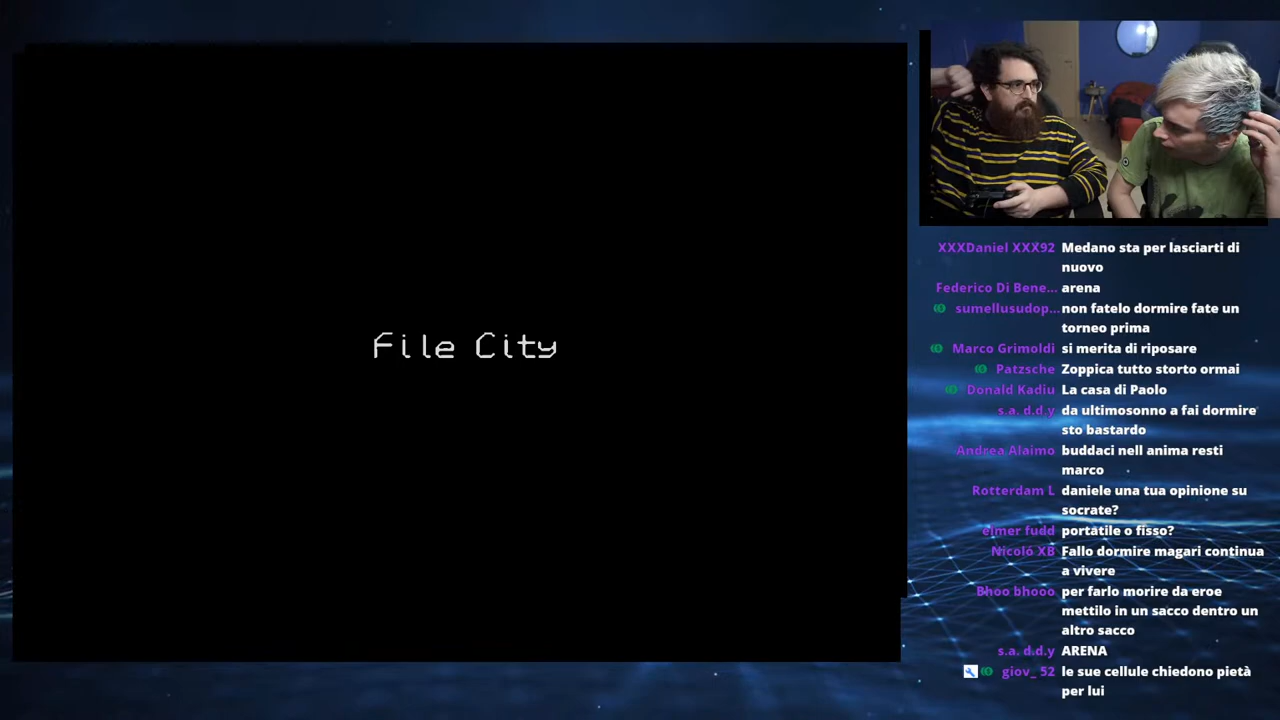 File City
XXXDaniel XXX92 Medano sta per lasciarti di
nuovo
Federico Di Bene... arena
sumellusudop... non fatelo dormire fate un
torneo prima
Marco Grimoldi si merita di riposare
Patzsche Zoppica tutto storto ormai
Donald Kadiu La casa di Paolo
s.a. d.d.y da ultimosonno a fai dormire
sto bastardo
Andrea Alaimo buddaci nell anima resti
marco
Rotterdam L daniele una tua opinione su
socrate?
elmer fudd portatile o fisso?
Nicoló XB Fallo dormire magari continua
a vivere
Bhoo bhooo per farlo morire da eroe
mettilo in un sacco dentro un
altro sacco
s.a. d.d.y ARENA
giov_ 52 le sue cellule chiedono pietà
per lui